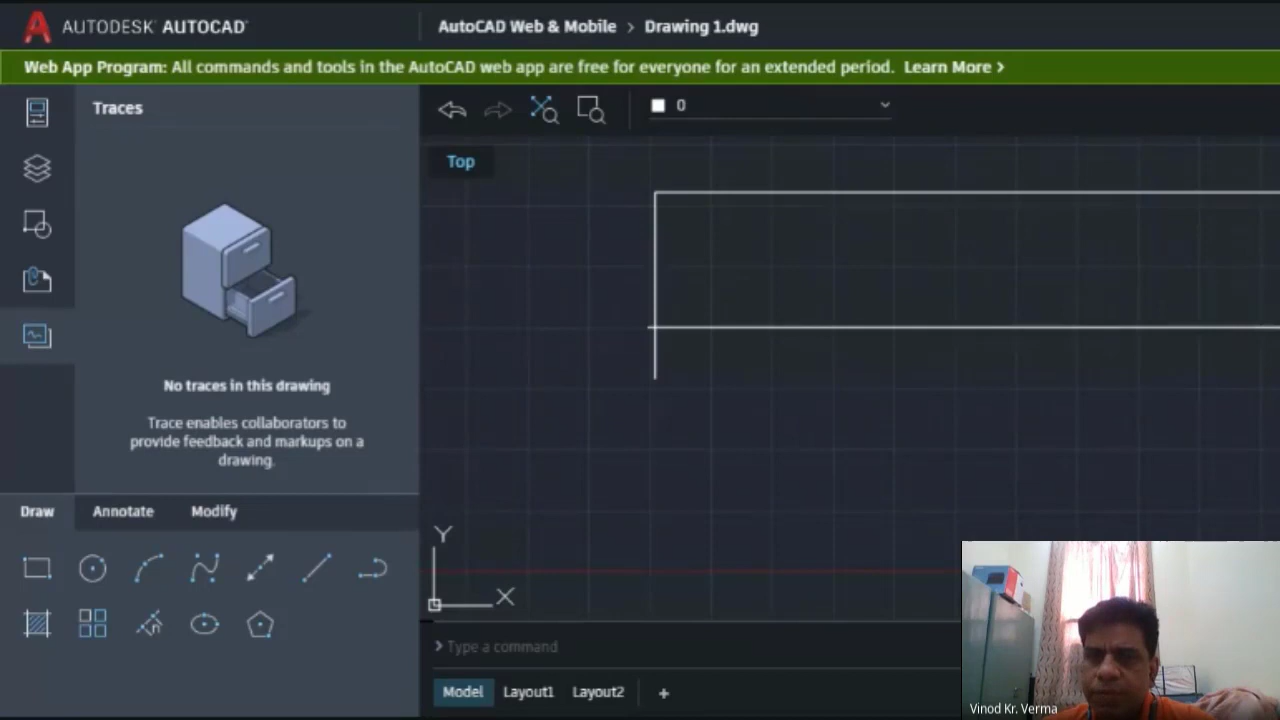 AUTODESK AUTOCAD
AutoCAD Web & Mobile > Drawing 1.dwg
Web App Program: All commands and tools in the AutoCAD web app are free for everyone for an extended period. Learn More >
Traces
0
Top
No traces in this drawing
Trace enables collaborators to
provide feedback and markups on a
drawing.
Draw Annotate Modify
Y
X
Type a command
Model Layout1 Layout2 +
Vinod Kr. Verma